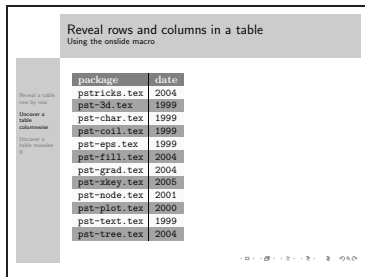 Reveal rows and columns in a table
Using the onslide macro
Reveal a table
row by row
Uncover a
table
columnwise
Uncover a
table rowwise
II
package date
pstricks.tex 2004
pst-3d.tex 1999
pst-char.tex 1999
pst-coil.tex 1999
pst-eps.tex 1999
pst-fill.tex 2004
pst-grad.tex 2004
pst-xkey.tex 2005
pst-node.tex 2001
pst-plot.tex 2000
pst-text.tex 1999
pst-tree.tex 2004